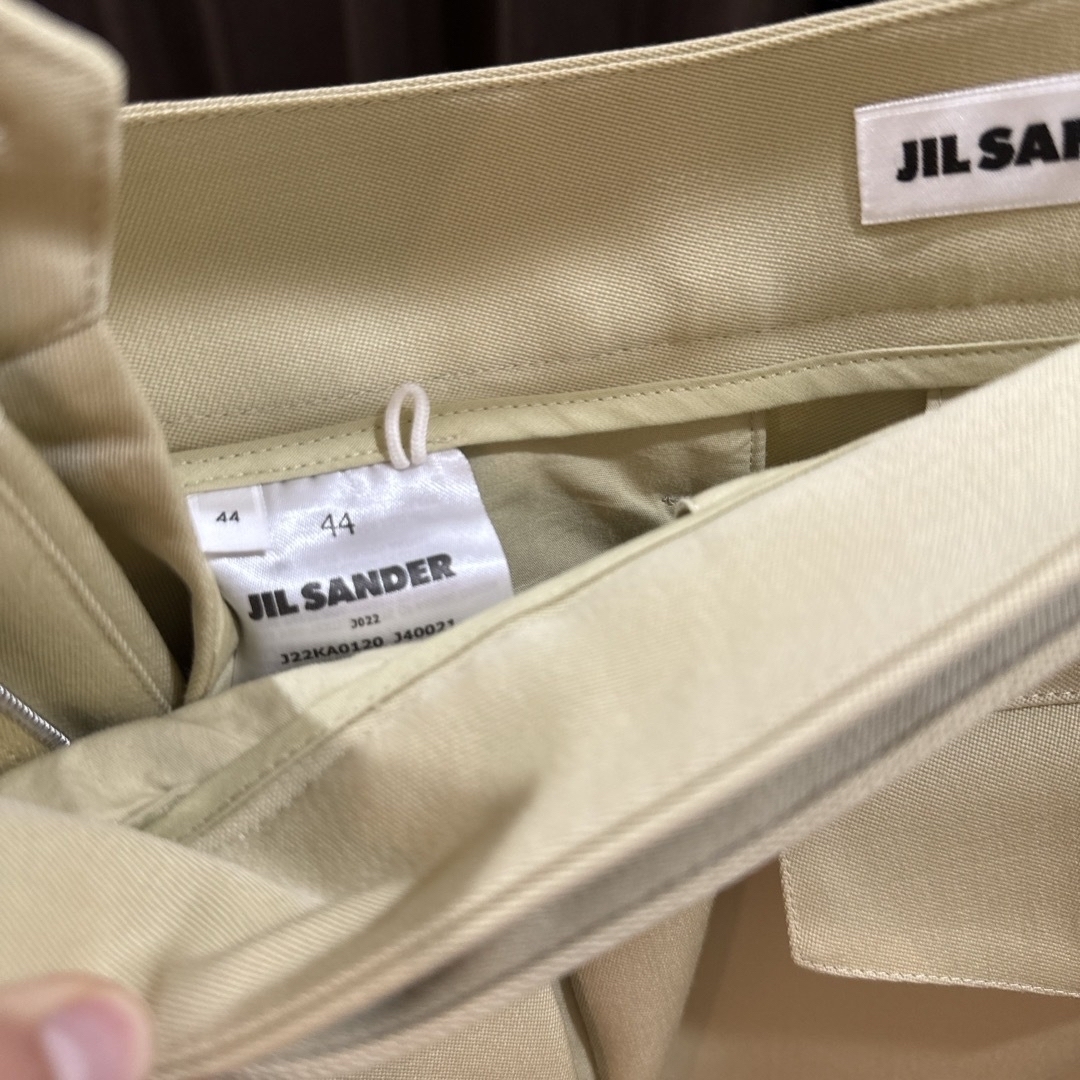 JIL SAN
44
44
JIL SANDER
J022
J22KA0120 J40021